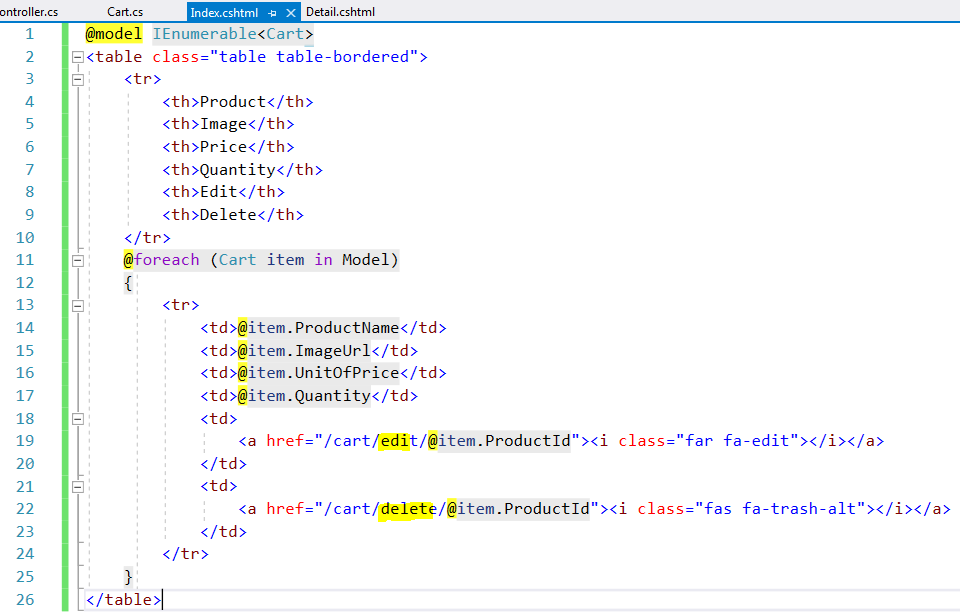 ontroller.cs Cart.cs Index.cshtml Detail.cshtml
1 @model IEnumerable<Cart>
2 <table class="table table-bordered">
3 <tr>
4 <th>Product</th>
5 <th>Image</th>
6 <th>Price</th>
7 <th>Quantity</th>
8 <th>Edit</th>
9 <th>Delete</th>
10 </tr>
11 @foreach (Cart item in Model)
12 {
13 <tr>
14 <td>@item.ProductName</td>
15 <td>@item.ImageUrl</td>
16 <td>@item.UnitOfPrice</td>
17 <td>@item.Quantity</td>
18 <td>
19 <a href="/cart/edit/@item.ProductId"><i class="far fa-edit"></i></a>
20 </td>
21 <td>
22 <a href="/cart/delete/@item.ProductId"><i class="fas fa-trash-alt"></i></a>
23 </td>
24 </tr>
25 }
26 </table>